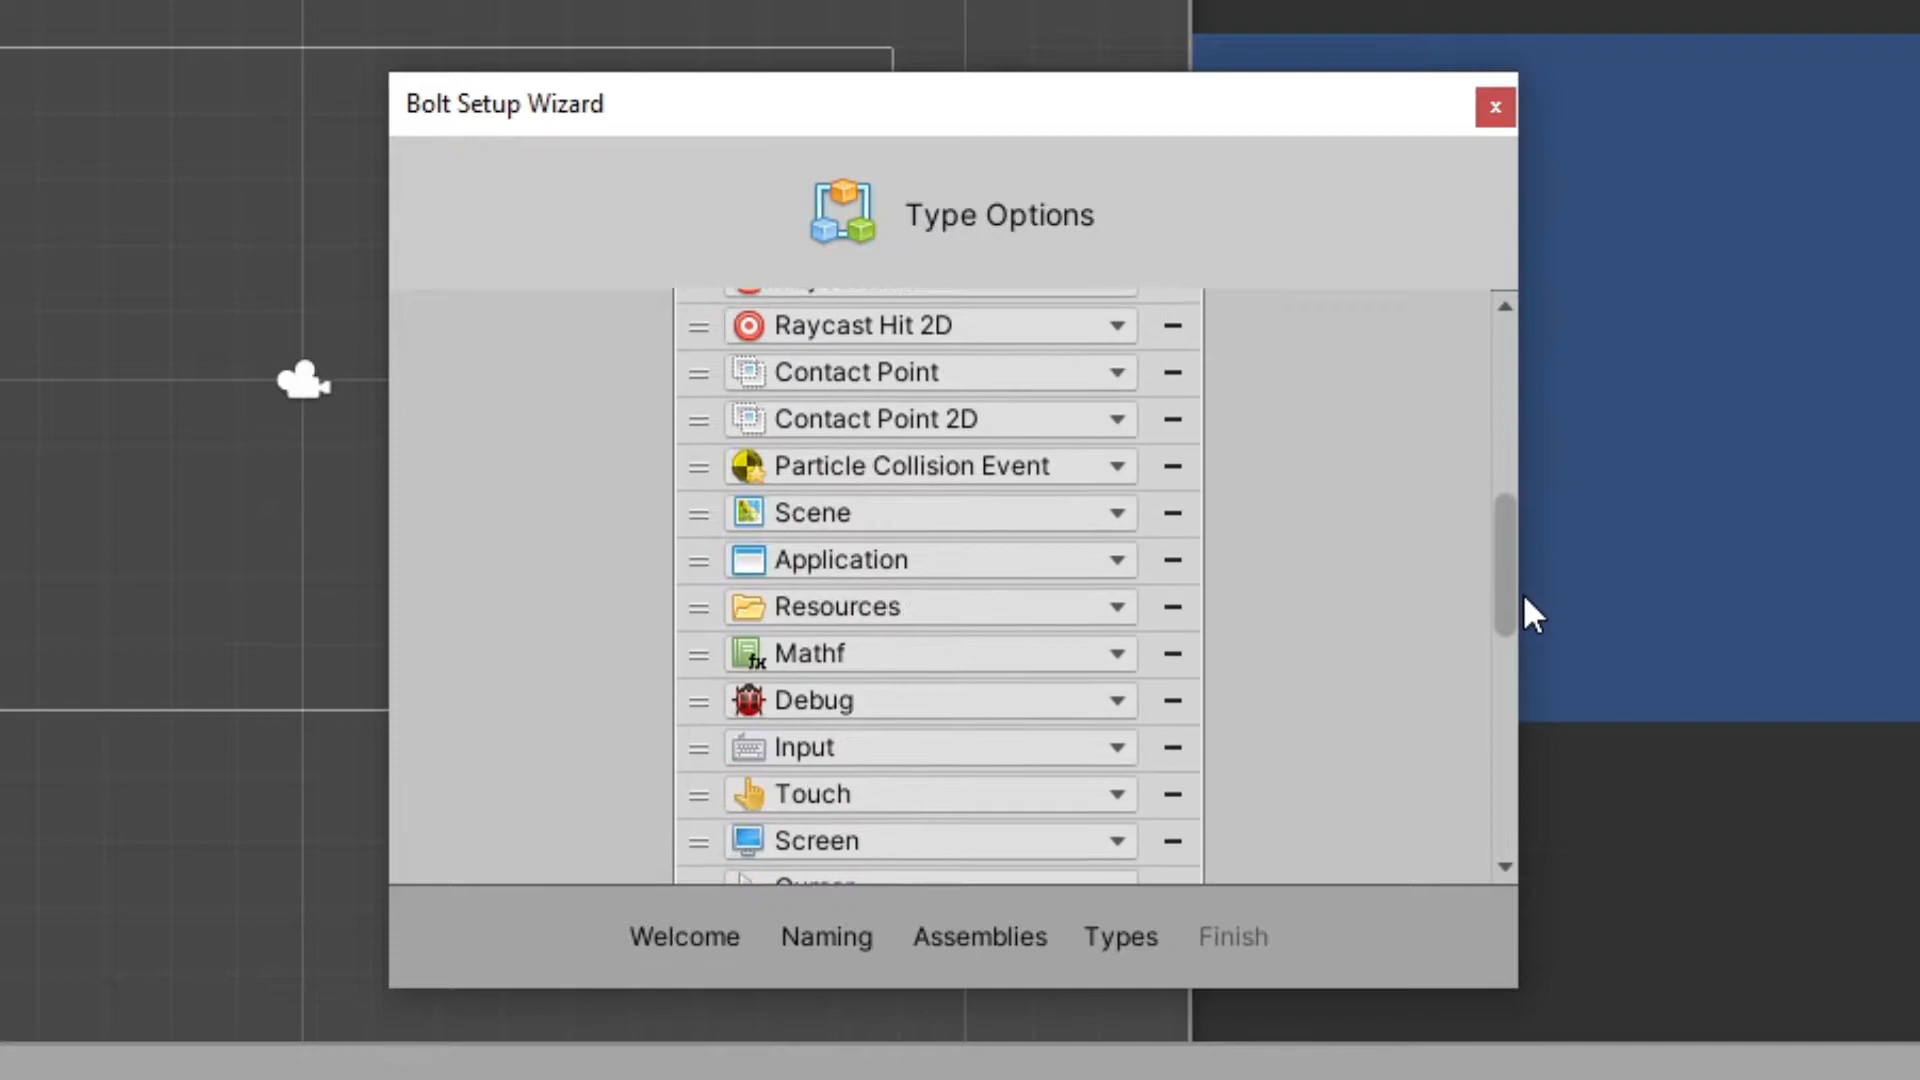 Bolt Setup Wizard
x
Type Options
Raycast Hit 2D
Contact Point
Contact Point 2D
Particle Collision Event
Scene
Application
Resources
Mathf
Debug
Input
Touch
Screen
Welcome Naming Assemblies Types Finish